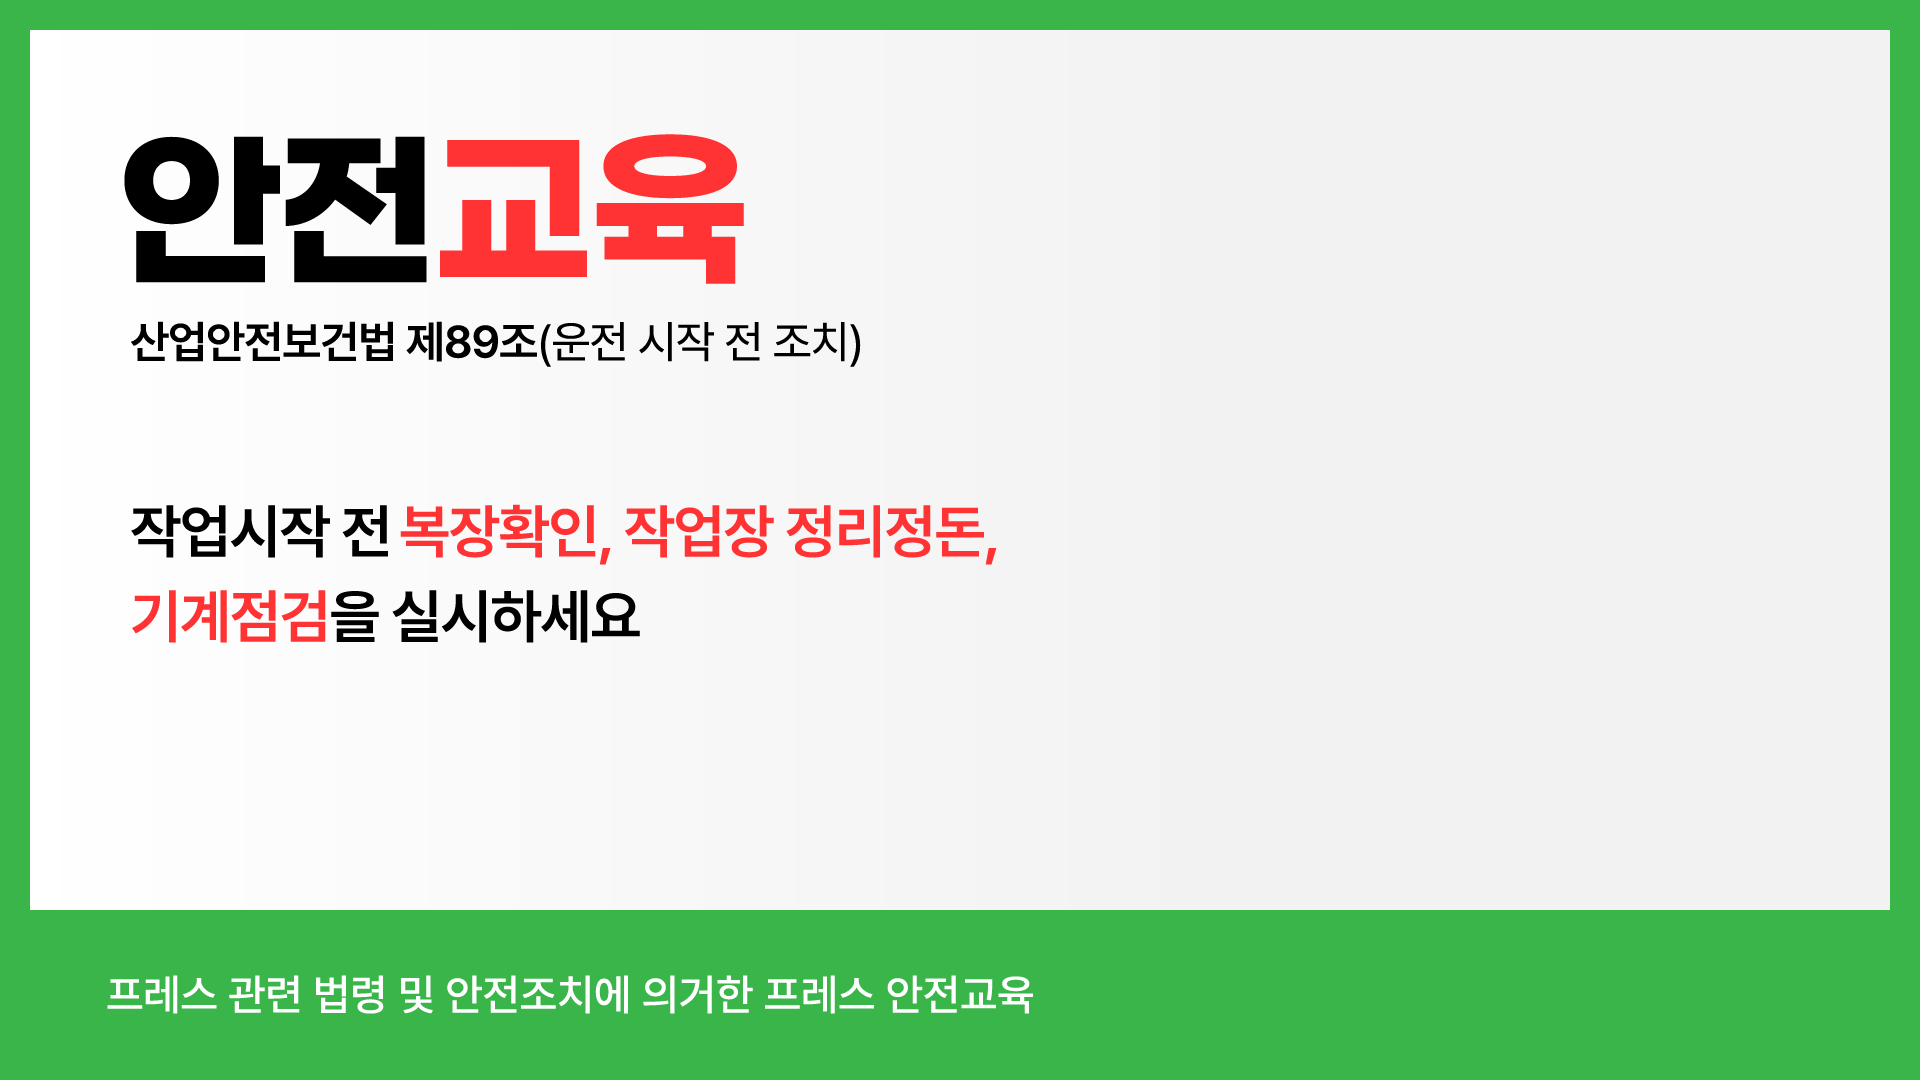 안전교육
산업안전보건법 제89조(운전 시작 전 조치)
작업시작 전 복장확인, 작업장 정리정돈,
기계점검을 실시하세요
프레스 관련 법령 및 안전조치에 의거한 프레스 안전교육